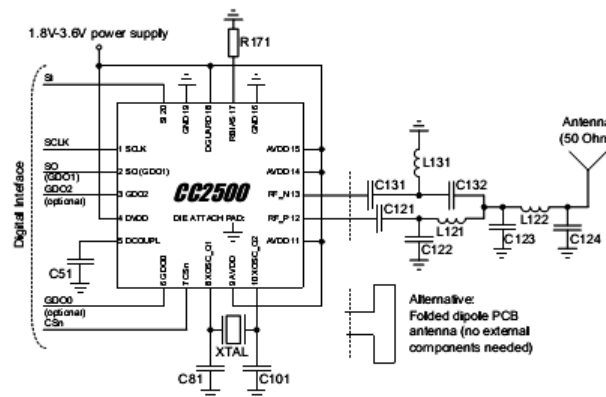 1.8V-3.6V power supply
R171
SI
SI 20
GND 19
DGUARD 18
RBIAS 17
GND 16
Antenna
(50 Ohm
Digital Interface
SCLK
1 SCLK
AVDD 15
SO
(GDO1)
2 SO (GDO1)
AVDD 14
L131
GDO2
(optional)
3 GDO2
CC2500
RF_N 13
C131
C132
4 DVDD
DIE ATTACH PAD:
RF_P 12
C121
L121
L122
5 DCOUPL
AVDD 11
C122
C123
C124
C51
6 GDO0
7 CSn
8 XOSC_Q1
9 AVDD
10 XOSC_Q2
GDO0
(optional)
CSn
XTAL
C81
C101
Alternative:
Folded dipole PCB
antenna (no external
components needed)